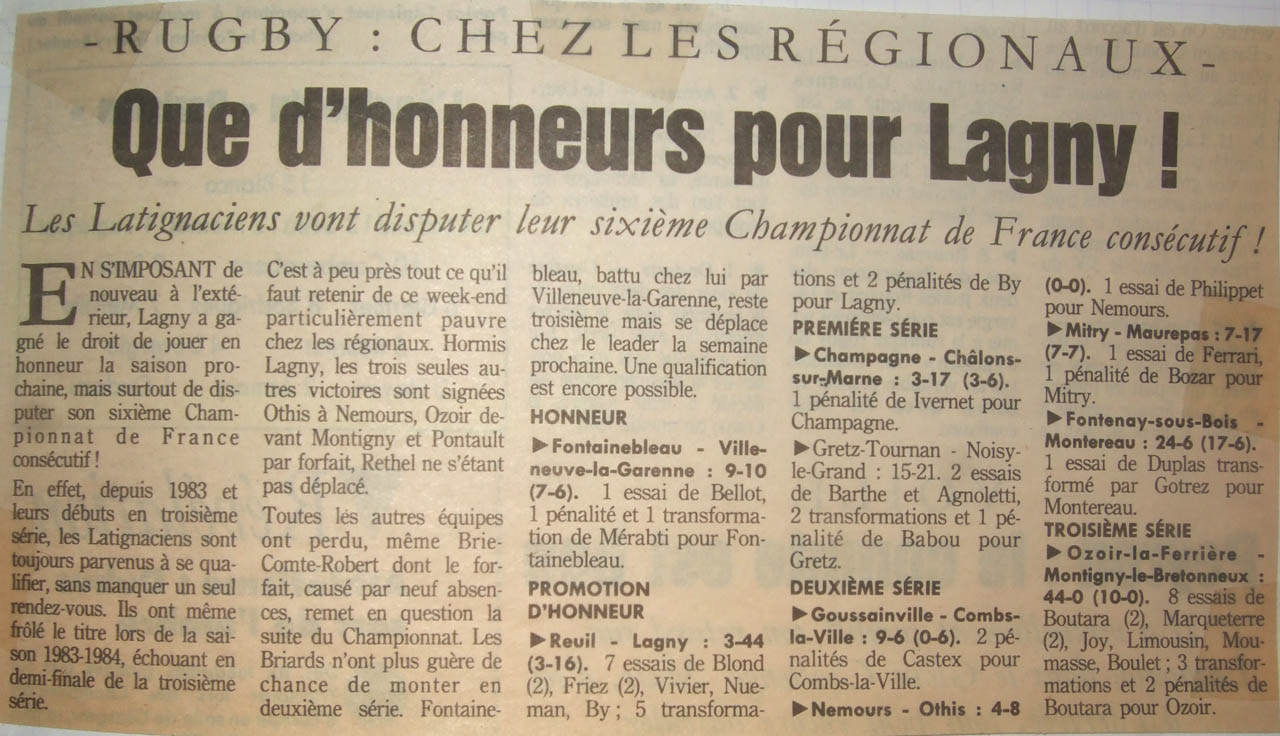 - RUGBY : CHEZ LES RÉGIONAUX -
Que d'honneurs pour Lagny !
Les Latignaciens vont disputer leur sixième Championnat de France consécutif !
EN S'IMPOSANT de
nouveau à l'exté-
rieur, Lagny a ga-
gné le droit de jouer en
honneur la saison pro-
chaine, mais surtout de dis-
puter son sixième Cham-
pionnat de France
consécutif !
En effet, depuis 1983 et
leurs débuts en troisième
série, les Latignaciens sont
toujours parvenus à se qua-
lifier, sans manquer un seul
rendez-vous. Ils ont même
frôlé le titre lors de la sai-
son 1983-1984, échouant en
demi-finale de la troisième
série.
C'est à peu près tout ce qu'il
faut retenir de ce week-end
particulièrement pauvre
chez les régionaux. Hormis
Lagny, les trois seules au-
tres victoires sont signées
Othis à Nemours, Ozoir de-
vant Montigny et Pontault
par forfait, Rethel ne s'étant
pas déplacé.
Toutes les autres équipes
ont perdu, même Brie-
Comte-Robert dont le for-
fait, causé par neuf absen-
ces, remet en question la
suite du Championnat. Les
Briards n'ont plus guère de
chance de monter en
deuxième série. Fontaine-
bleau, battu chez lui par
Villeneuve-la-Garenne, reste
troisième mais se déplace
chez le leader la semaine
prochaine. Une qualification
est encore possible.
HONNEUR
►Fontainebleau - Ville-
neuve-la-Garenne : 9-10
(7-6). 1 essai de Bellot,
1 pénalité et 1 transforma-
tion de Mérabti pour Fon-
tainebleau.
PROMOTION
D'HONNEUR
►Reuil - Lagny : 3-44
(3-16). 7 essais de Blond
(2), Friez (2), Vivier, Nue-
man, By ; 5 transforma-
tions et 2 pénalités de By
pour Lagny.
PREMIÉRE SÉRIE
►Champagne - Châlons-
sur-Marne : 3-17 (3-6).
1 pénalité de Ivernet pour
Champagne.
►Gretz-Tournan - Noisy-
le-Grand : 15-21. 2 essais
de Barthe et Agnoletti,
2 transformations et 1 pé-
nalité de Babou pour
Gretz.
DEUXIÈME SÉRIE
►Goussainville - Combs-
la-Ville : 9-6 (0-6). 2 pé-
nalités de Castex pour
Combs-la-Ville.
►Nemours - Othis : 4-8
(0-0). 1 essai de Philippet
pour Nemours.
►Mitry - Maurepas : 7-17
(7-7). 1 essai de Ferrari,
1 pénalité de Bozar pour
Mitry.
►Fontenay-sous-Bois -
Montereau : 24-6 (17-6).
1 essai de Duplas trans-
formé par Gotrez pour
Montereau.
TROISIÈME SÉRIE
►Ozoir-la-Ferrière -
Montigny-le-Bretonneux :
44-0 (10-0). 8 essais de
Boutara (2), Marqueterre
(2), Joy, Limousin, Mou-
masse, Boulet ; 3 transfor-
mations et 2 pénalités de
Boutara pour Ozoir.